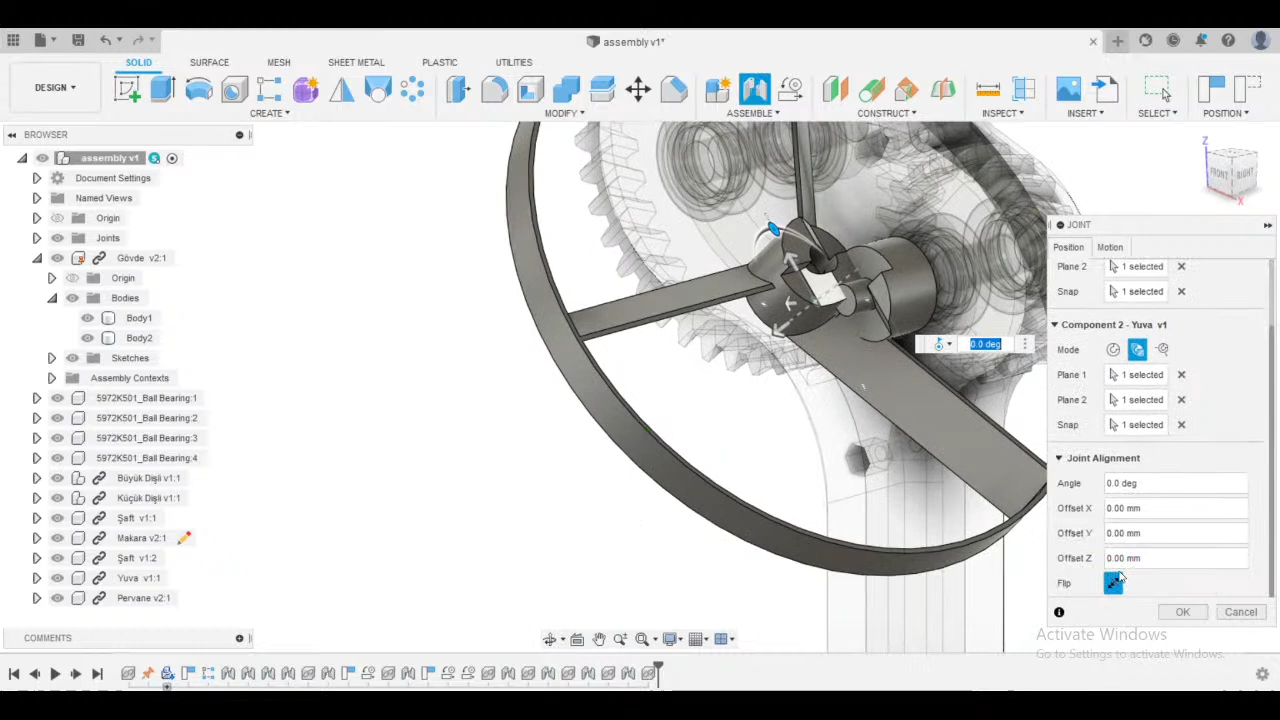 assembly v1*
DESIGN
SOLID
SURFACE
MESH
SHEET METAL
PLASTIC
UTILITIES
CREATE
MODIFY
ASSEMBLE
CONSTRUCT
INSPECT
INSERT
SELECT
POSITION
BROWSER
assembly v1
S
Document Settings
Named Views
Origin
Joints
Gövde v2:1
Origin
Bodies
Body1
Body2
Sketches
Assembly Contexts
5972K501_Ball Bearing:1
5972K501_Ball Bearing:2
5972K501_Ball Bearing:3
5972K501_Ball Bearing:4
Büyük Dişli v1:1
Küçük Dişli v1:1
Şaft v1:1
Makara v2:1
Şaft v1:2
Yuva v1:1
Pervane v2:1
COMMENTS
Z
FRONT
RIGHT
X
0.0 deg
JOINT
Position
Motion
Plane 2
1 selected
Snap
1 selected
Component 2 - Yuva v1
Mode
Plane 1
1 selected
Plane 2
1 selected
Snap
1 selected
Joint Alignment
Angle
0.0 deg
Offset X
0.00 mm
Offset Y
0.00 mm
Offset Z
0.00 mm
Flip
OK
Cancel
Activate Windows
Go to Settings to activate Windows.